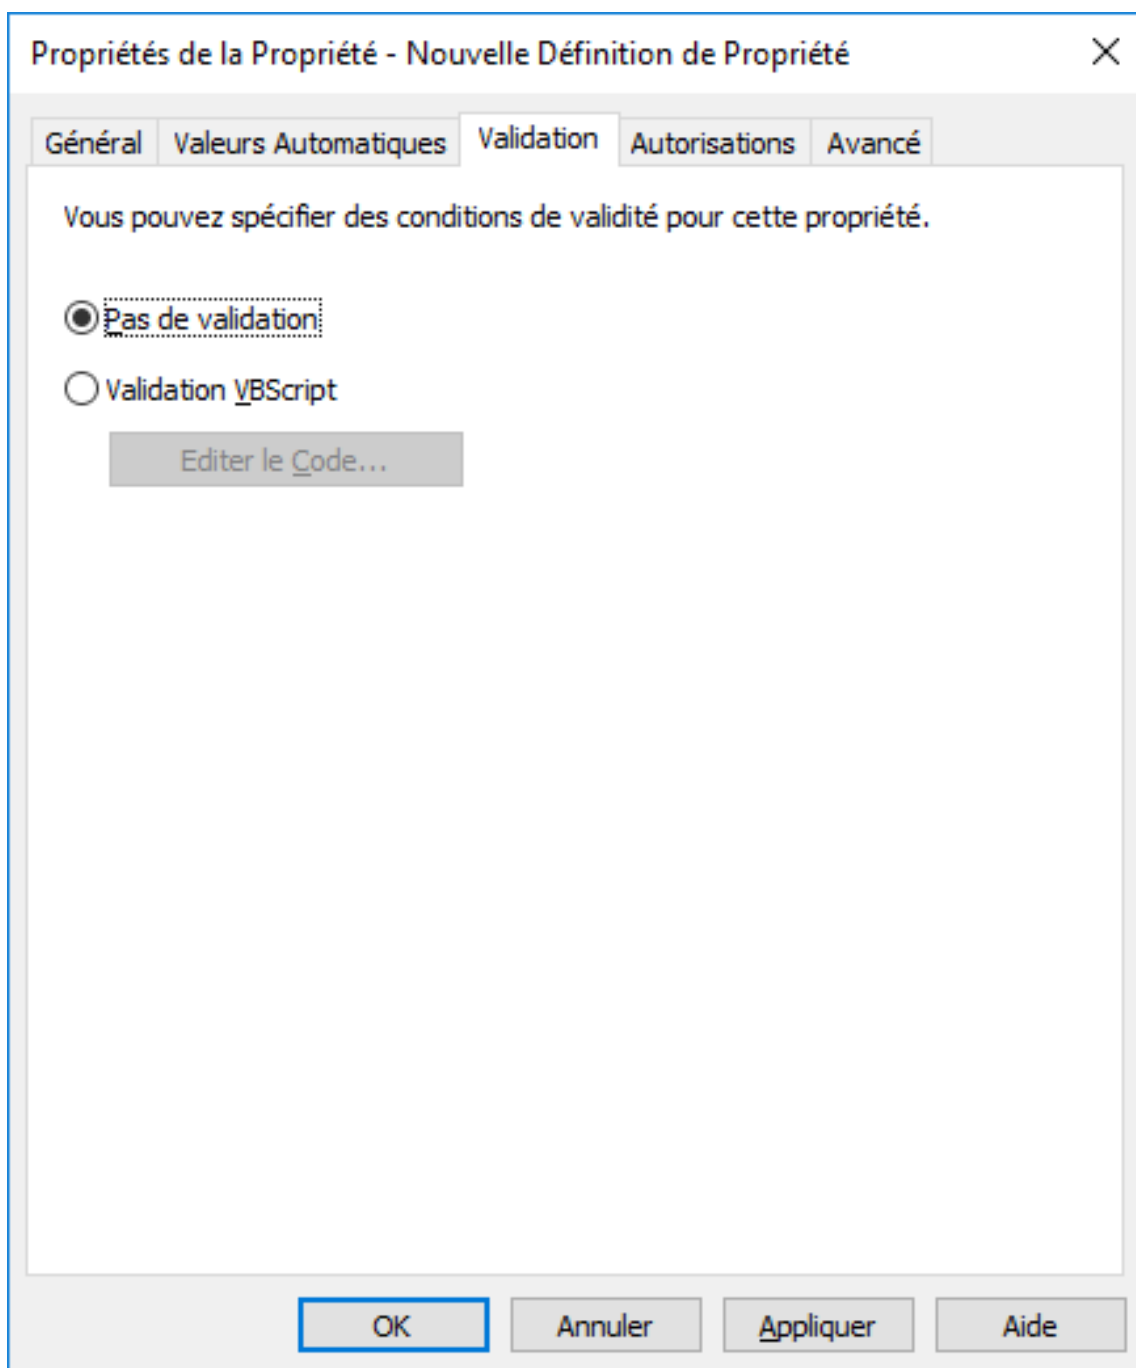 Propriétés de la Propriété - Nouvelle Définition de Propriété
Général Valeurs Automatiques Validation Autorisations Avancé
Vous pouvez spécifier des conditions de validité pour cette propriété.
Pas de validation
Validation VBScript
Editer le Code...
OK Annuler Appliquer Aide